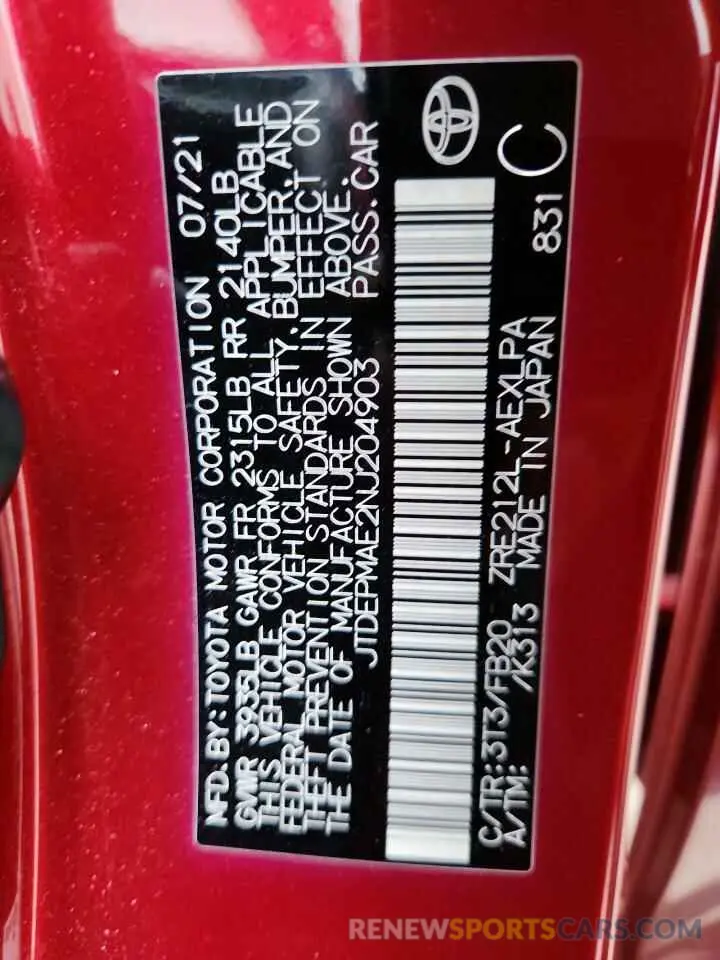 MFD.BY:TOYOTA MOTOR CORPORATION 07/21
GVWR 3935LB GAWR FR 2315LB RR 2140LB
THIS VEHICLE CONFORMS TO ALL APPLICABLE
FEDERAL MOTOR VEHICLE SAFETY,BUMPER,AND
THEFT PREVENTION STANDARDS IN EFFECT ON
THE DATE OF MANUFACTURE SHOWN ABOVE.
JTDEPMAE2NJ204903 PASS.CAR
C/TR:3T3/FB20 ZRE212L-AEXLPA 831
A/TM: /K313 MADE IN JAPAN C
RENEWSPORTSCARS.COM